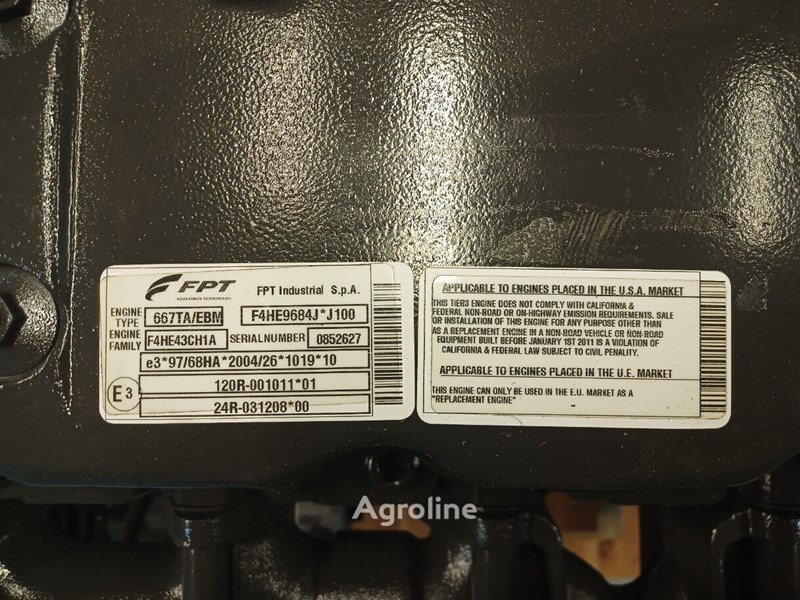 FPT
FPT Industrial S.p.A.
ENGINE TYPE 667TA/EBM F4HE9684J*J100
ENGINE FAMILY F4HE43CH1A SERIALNUMBER 0852627
e3*97/68HA*2004/26*1019*10
E3 120R-001011*01
24R-031208*00
APPLICABLE TO ENGINES PLACED IN THE U.S.A. MARKET
THIS TIER3 ENGINE DOES NOT COMPLY WITH CALIFORNIA &
FEDERAL NON-ROAD OR ON-HIGHWAY EMISSION REQUIREMENTS. SALE
OR INSTALLATION OF THIS ENGINE FOR ANY PURPOSE OTHER THAN
AS A REPLACEMENT ENGINE IN A NON-ROAD VEHICLE OR NON-ROAD
EQUIPMENT BUILT BEFORE JANUARY 1ST 2011 IS A VIOLATION OF
CALIFORNIA & FEDERAL LAW SUBJECT TO CIVIL PENALITY.
APPLICABLE TO ENGINES PLACED IN THE U.E. MARKET
THIS ENGINE CAN ONLY BE USED IN THE E.U. MARKET AS A
"REPLACEMENT ENGINE"
Agroline